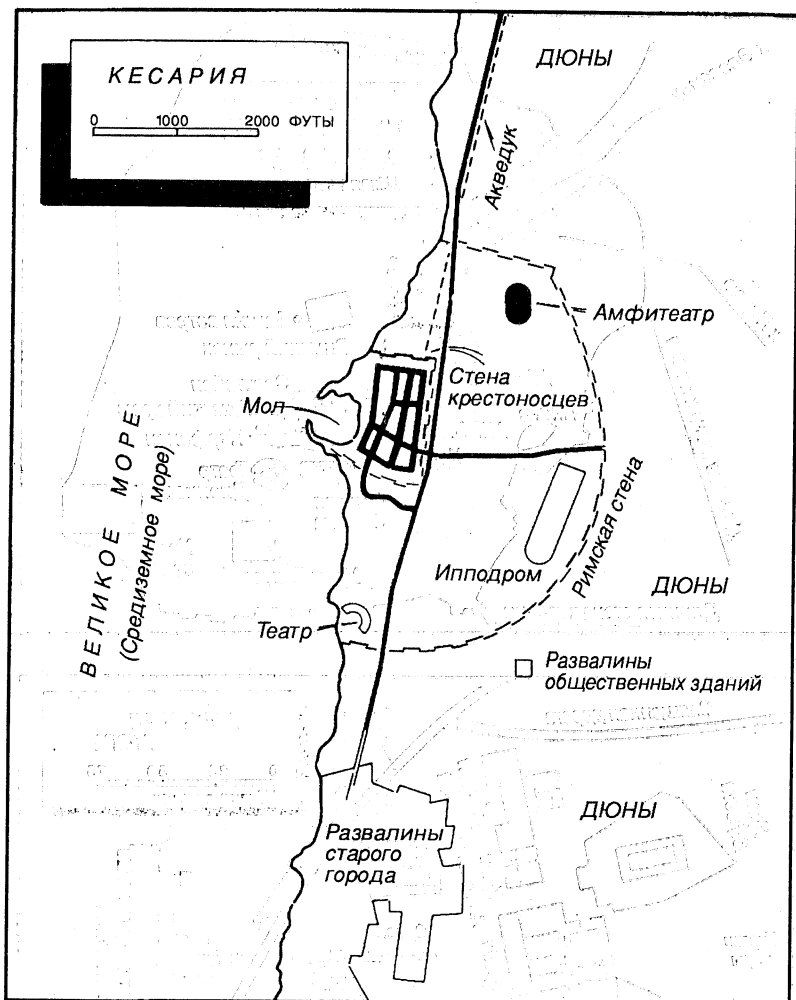 КЕСАРИЯ
0 1000 2000 ФУТЫ
ДЮНЫ
Акведук
Амфитеатр
Стена
крестоносцев
Мол
ВЕЛИКОЕ МОРЕ
(Средиземное море)
Римская стена
Ипподром
ДЮНЫ
Театр
Развалины
общественных зданий
ДЮНЫ
Развалины
старого
города